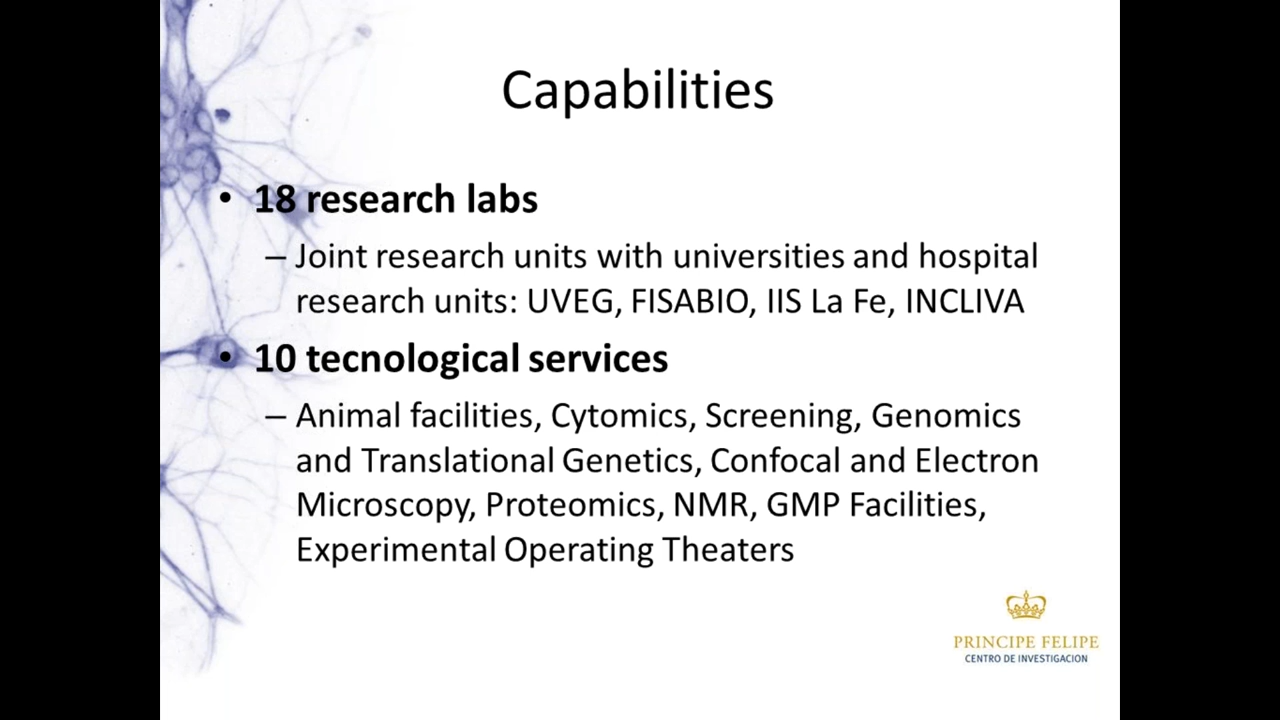 Capabilities
• 18 research labs
– Joint research units with universities and hospital
research units: UVEG, FISABIO, IIS La Fe, INCLIVA
• 10 tecnological services
– Animal facilities, Cytomics, Screening, Genomics
and Translational Genetics, Confocal and Electron
Microscopy, Proteomics, NMR, GMP Facilities,
Experimental Operating Theaters
PRINCIPE FELIPE
CENTRO DE INVESTIGACION